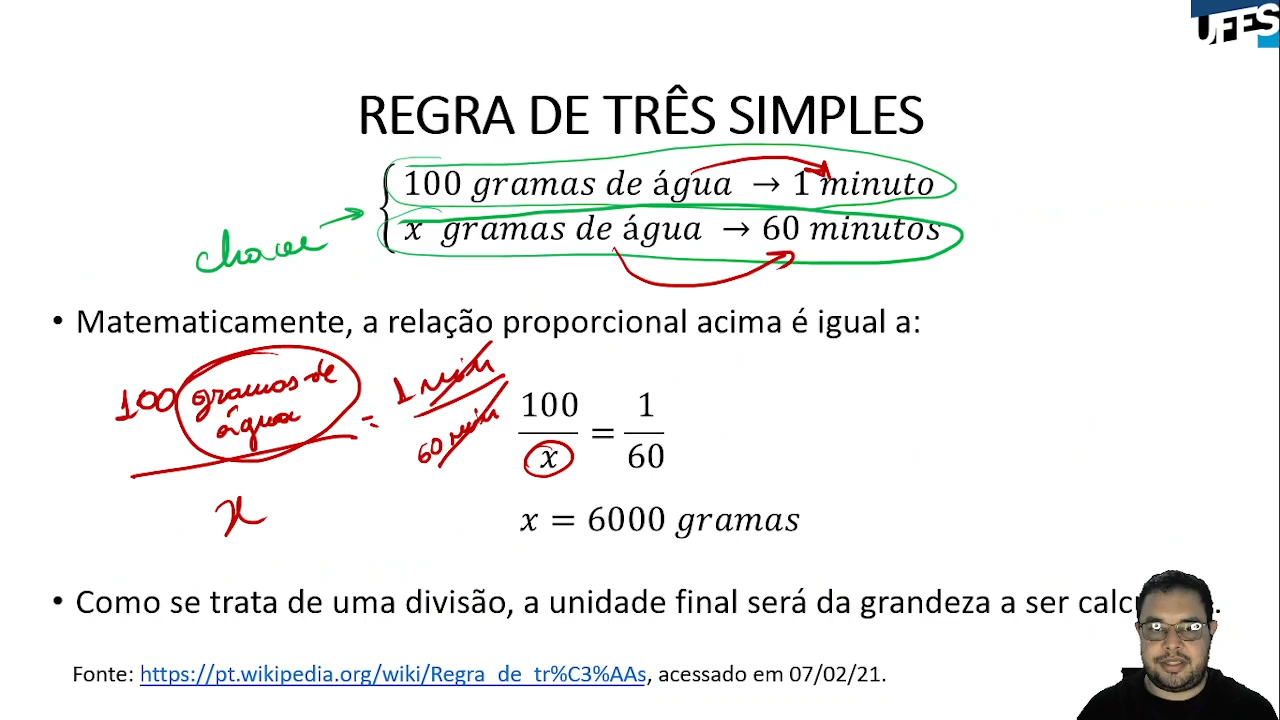 UFES
REGRA DE TRÊS SIMPLES
100 gramas de água → 1 minuto
x gramas de água → 60 minutos
chave →
• Matematicamente, a relação proporcional acima é igual a:
100 gramas de água / x = 1 min / 60 min
100/x = 1/60
x = 6000 gramas
• Como se trata de uma divisão, a unidade final será da grandeza a ser
Fonte: https://pt.wikipedia.org/wiki/Regra_de_tr%C3%AAs, acessado em 07/02/21.